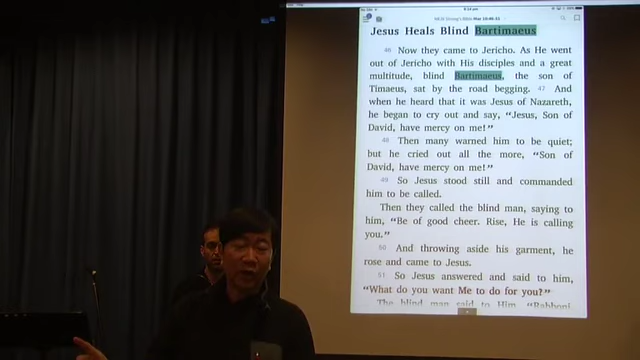 Jesus Heals Blind Bartimaeus
46 Now they came to Jericho. As He went
out of Jericho with His disciples and a great
multitude, blind Bartimaeus, the son of
Timaeus, sat by the road begging. 47 And
when he heard that it was Jesus of Nazareth,
he began to cry out and say, “Jesus, Son of
David, have mercy on me!”
48 Then many warned him to be quiet;
but he cried out all the more, “Son of
David, have mercy on me!”
49 So Jesus stood still and commanded
him to be called.
Then they called the blind man, saying to
him, “Be of good cheer. Rise, He is calling
you.”
50 And throwing aside his garment, he
rose and came to Jesus.
51 So Jesus answered and said to him,
“What do you want Me to do for you?”
The blind man said to Him, “Rabboni,